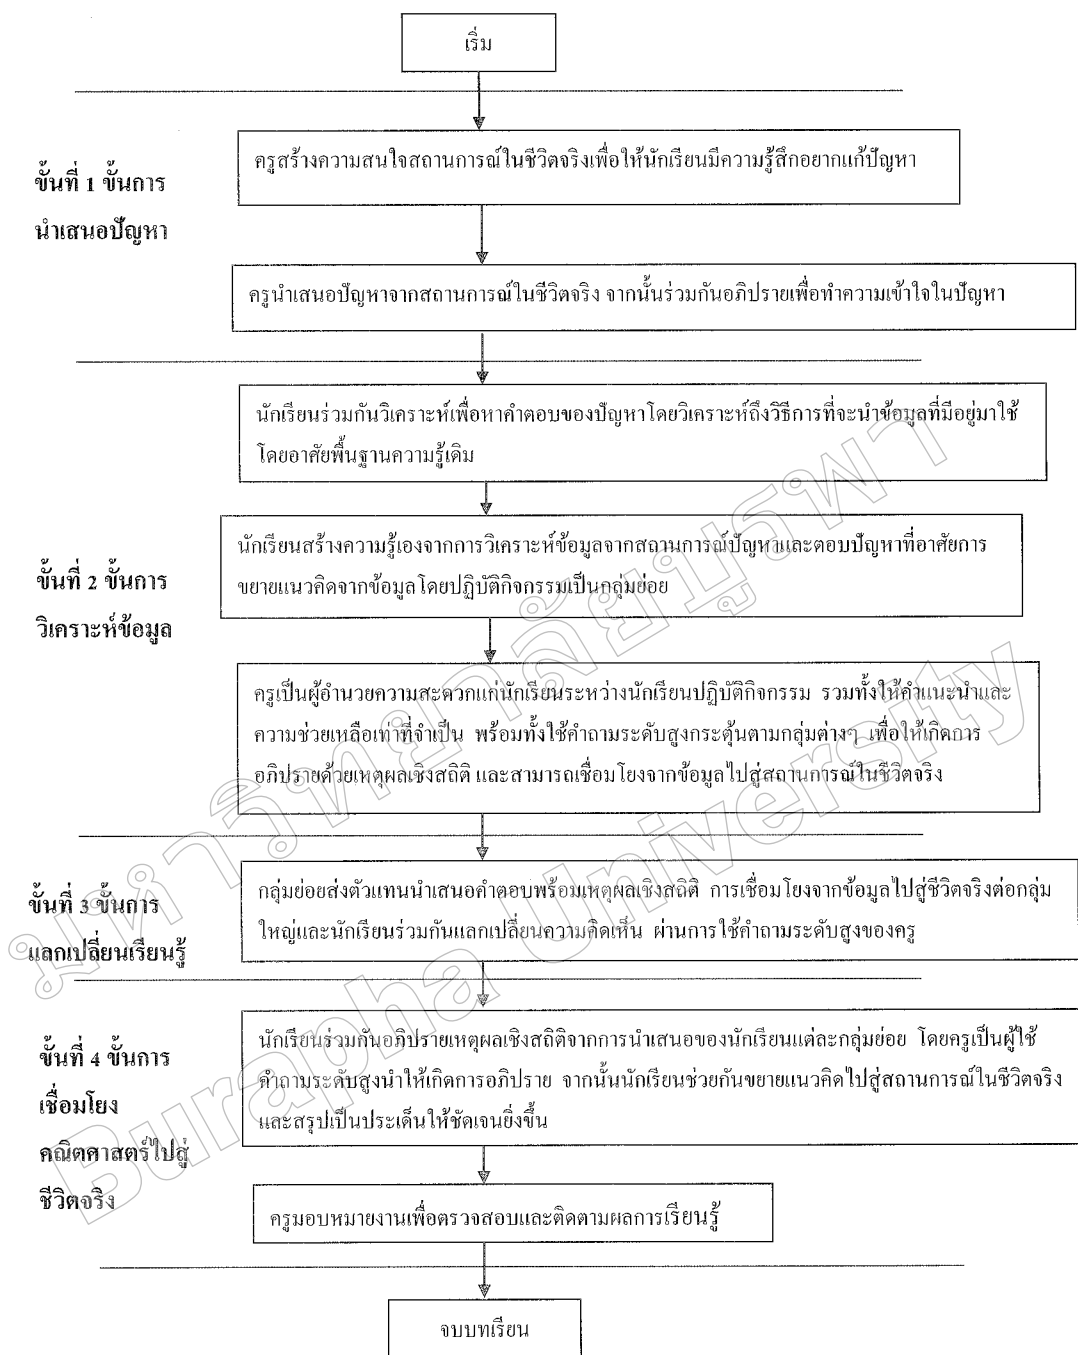 เริ่ม
ขั้นที่ 1 ขั้นการ
นำเสนอปัญหา
ครูสร้างความสนใจสถานการณ์ในชีวิตจริงเพื่อให้นักเรียนมีความรู้สึกอยากแก้ปัญหา
ครูนำเสนอปัญหาจากสถานการณ์ในชีวิตจริง จากนั้นร่วมกันอภิปรายเพื่อทำความเข้าใจในปัญหา
ขั้นที่ 2 ขั้นการ
วิเคราะห์ข้อมูล
นักเรียนร่วมกันวิเคราะห์เพื่อหาคำตอบของปัญหาโดยวิเคราะห์ถึงวิธีการที่จะนำข้อมูลที่มีอยู่มาใช้
โดยอาศัยพื้นฐานความรู้เดิม
นักเรียนสร้างความรู้เองจากการวิเคราะห์ข้อมูลจากสถานการณ์ปัญหาและตอบปัญหาที่อาศัยการ
ขยายแนวคิดจากข้อมูลโดยปฏิบัติกิจกรรมเป็นกลุ่มย่อย
ครูเป็นผู้อำนวยความสะดวกแก่นักเรียนระหว่างนักเรียนปฏิบัติกิจกรรม รวมทั้งให้คำแนะนำและ
ความช่วยเหลือเท่าที่จำเป็น พร้อมทั้งใช้คำถามระดับสูงกระตุ้นตามกลุ่มต่างๆ เพื่อให้เกิดการ
อภิปรายด้วยเหตุผลเชิงสถิติ และสามารถเชื่อมโยงจากข้อมูลไปสู่สถานการณ์ในชีวิตจริง
ขั้นที่ 3 ขั้นการ
แลกเปลี่ยนเรียนรู้
กลุ่มย่อยส่งตัวแทนนำเสนอคำตอบพร้อมเหตุผลเชิงสถิติ การเชื่อมโยงจากข้อมูลไปสู่ชีวิตจริงต่อกลุ่ม
ใหญ่และนักเรียนร่วมกันแลกเปลี่ยนความคิดเห็น ผ่านการใช้คำถามระดับสูงของครู
ขั้นที่ 4 ขั้นการ
เชื่อมโยง
คณิตศาสตร์ไปสู่
ชีวิตจริง
นักเรียนร่วมกันอภิปรายเหตุผลเชิงสถิติจากการนำเสนอของนักเรียนแต่ละกลุ่มย่อย โดยครูเป็นผู้ใช้
คำถามระดับสูงนำให้เกิดการอภิปราย จากนั้นนักเรียนช่วยกันขยายแนวคิดไปสู่สถานการณ์ในชีวิตจริง
และสรุปเป็นประเด็นให้ชัดเจนยิ่งขึ้น
ครูมอบหมายงานเพื่อตรวจสอบและติดตามผลการเรียนรู้
จบบทเรียน
มหาวิทยาลัยบูรพา
Burapha University